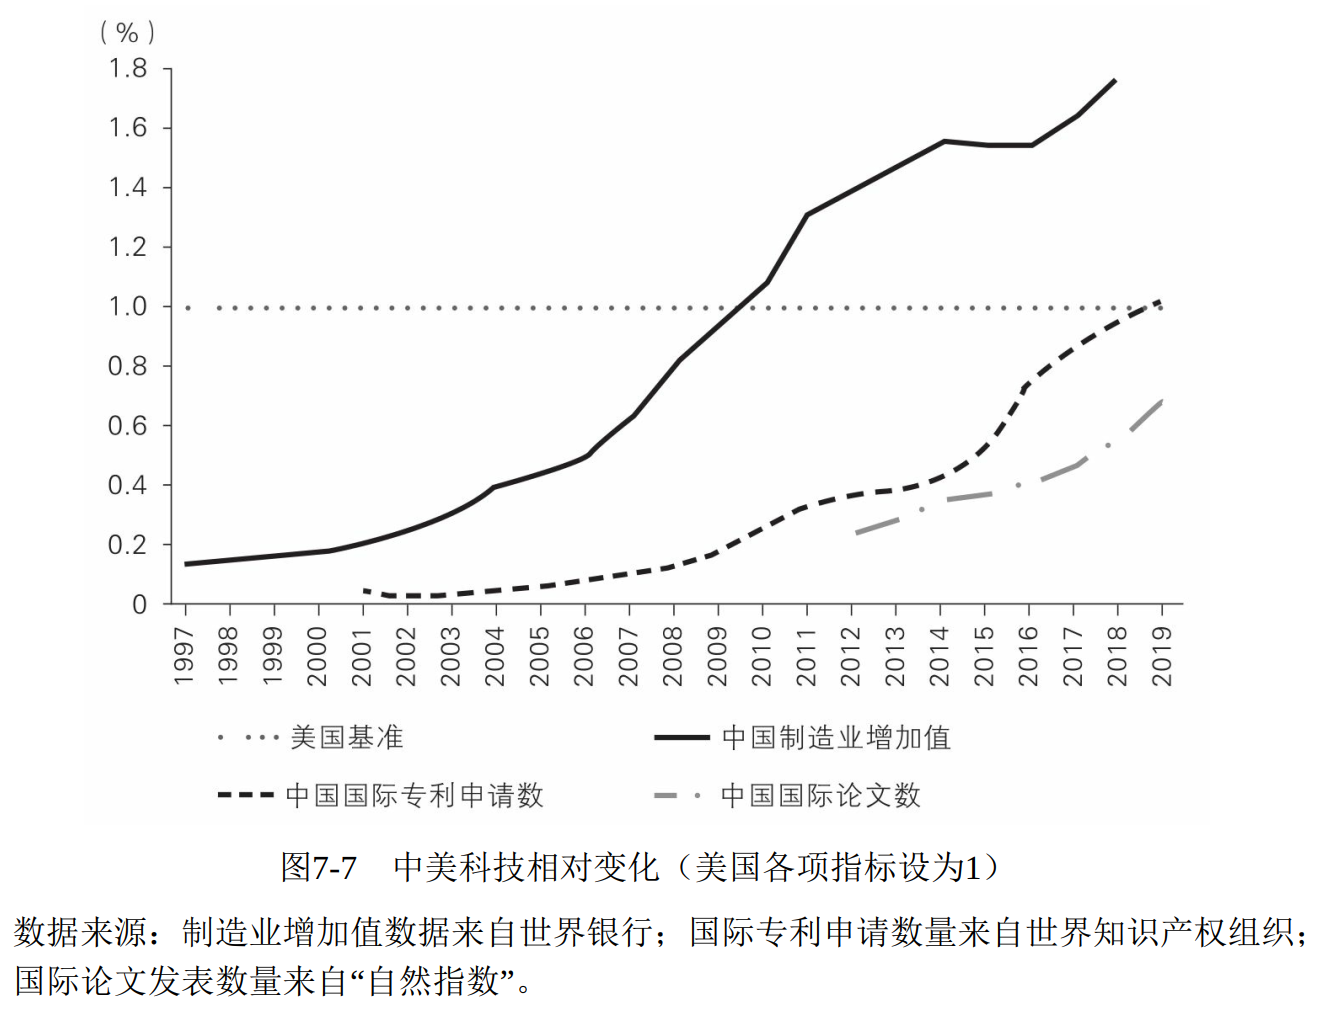 （%）
1.8
1.6
1.4
1.2
1.0
0.8
0.6
0.4
0.2
0
1997 1998 1999 2000 2001 2002 2003 2004 2005 2006 2007 2008 2009 2010 2011 2012 2013 2014 2015 2016 2017 2018 2019
美国基准 中国制造业增加值
中国国际专利申请数 中国国际论文数
图7-7 中美科技相对变化（美国各项指标设为1）
数据来源：制造业增加值数据来自世界银行；国际专利申请数量来自世界知识产权组织；
国际论文发表数量来自“自然指数”。